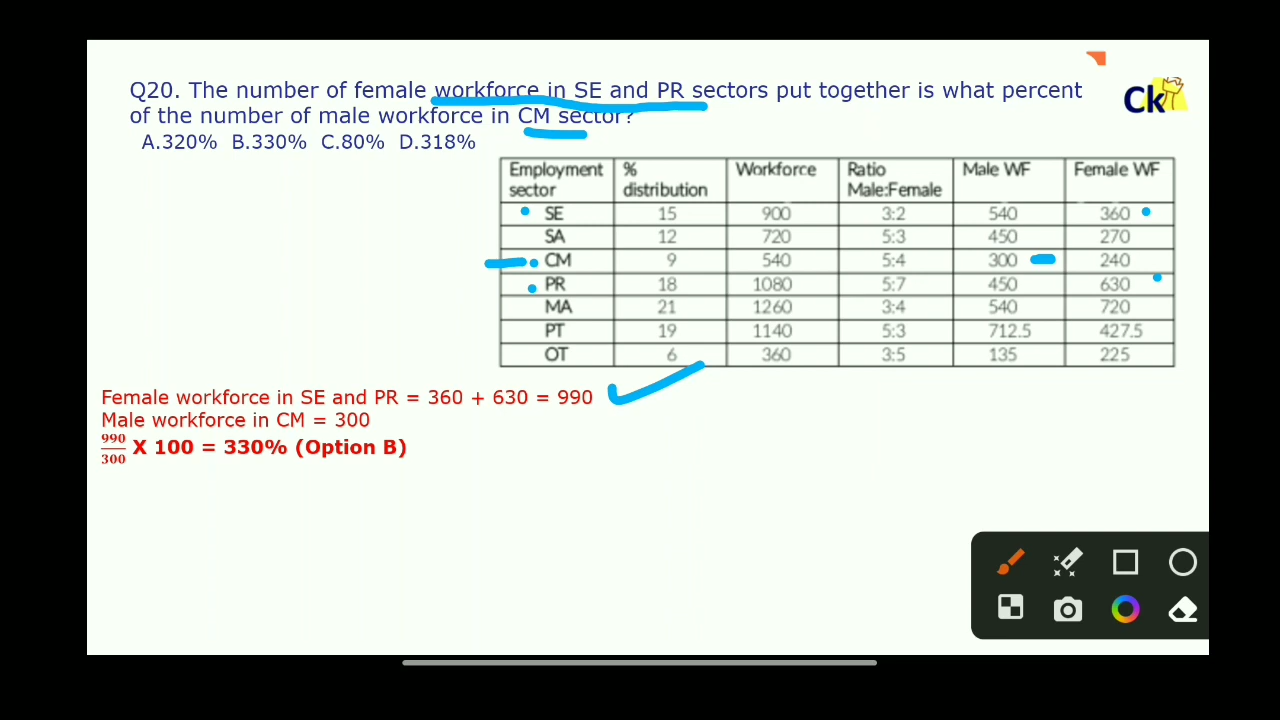 Q20. The number of female workforce in SE and PR sectors put together is what percent
of the number of male workforce in CM sector?
A.320% B.330% C.80% D.318%
Ck
Employment sector % distribution Workforce Ratio Male:Female Male WF Female WF
SE 15 900 3:2 540 360
SA 12 720 5:3 450 270
CM 9 540 5:4 300 240
PR 18 1080 5:7 450 630
MA 21 1260 3:4 540 720
PT 19 1140 5:3 712.5 427.5
OT 6 360 3:5 135 225
Female workforce in SE and PR = 360 + 630 = 990
Male workforce in CM = 300
990/300 X 100 = 330% (Option B)